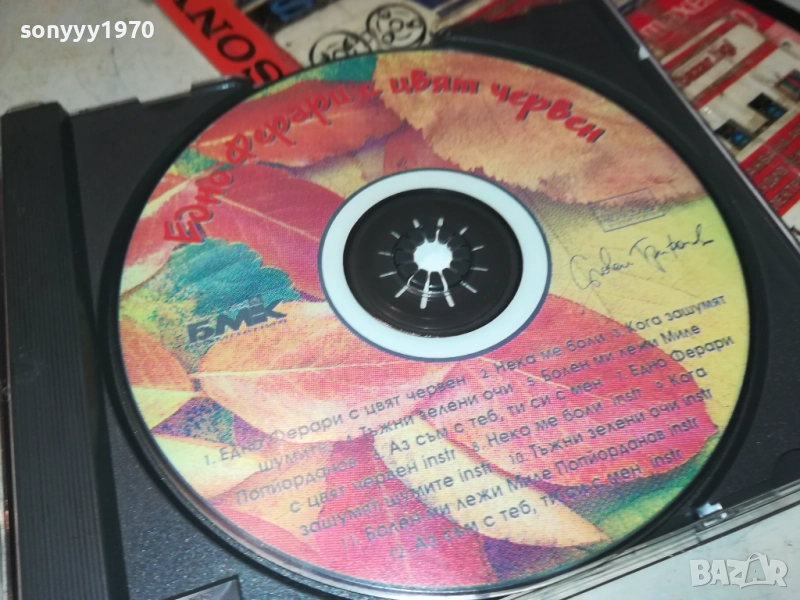 sonyyy1970
SONY
Едно Ферари с цвят червен
БМК
1. Едно Ферари с цвят червен 2. Нека ме боли 3. Кога зашумят
шумите 4. Тъжни зелени очи 5. Болен ми лежи Миле
Попйорданов 6. Аз съм с теб, ти си с мен 7. Едно Ферари
с цвят червен instr 8. Нека ме боли instr 9. Кога
зашумят шумите instr 10. Тъжни зелени очи instr
11. Болен ми лежи Миле Попйорданов instr
12. Аз съм с теб, ти си с мен instr
BAZAR